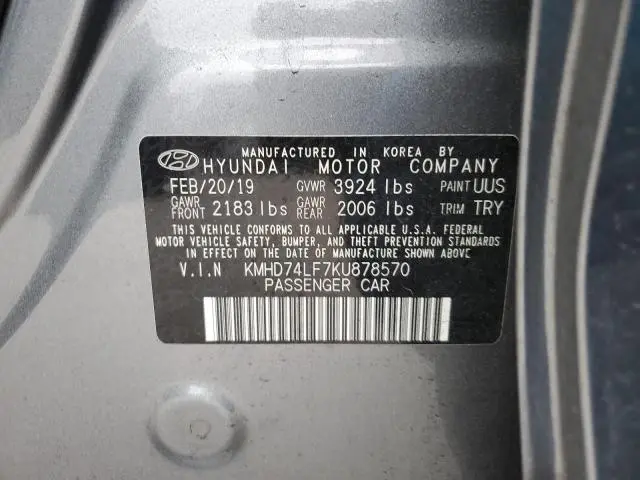 MANUFACTURED IN KOREA BY
HYUNDAI MOTOR COMPANY
FEB/20/19 GVWR 3924 lbs PAINT UUS
GAWR FRONT 2183 lbs GAWR REAR 2006 lbs TRIM TRY
THIS VEHICLE CONFORMS TO ALL APPLICABLE U.S.A. FEDERAL
MOTOR VEHICLE SAFETY, BUMPER, AND THEFT PREVENTION
STANDARDS IN EFFECT ON THE DATE OF MANUFACTURE SHOWN ABOVE.
V.I.N KMHD74LF7KU878570
PASSENGER CAR